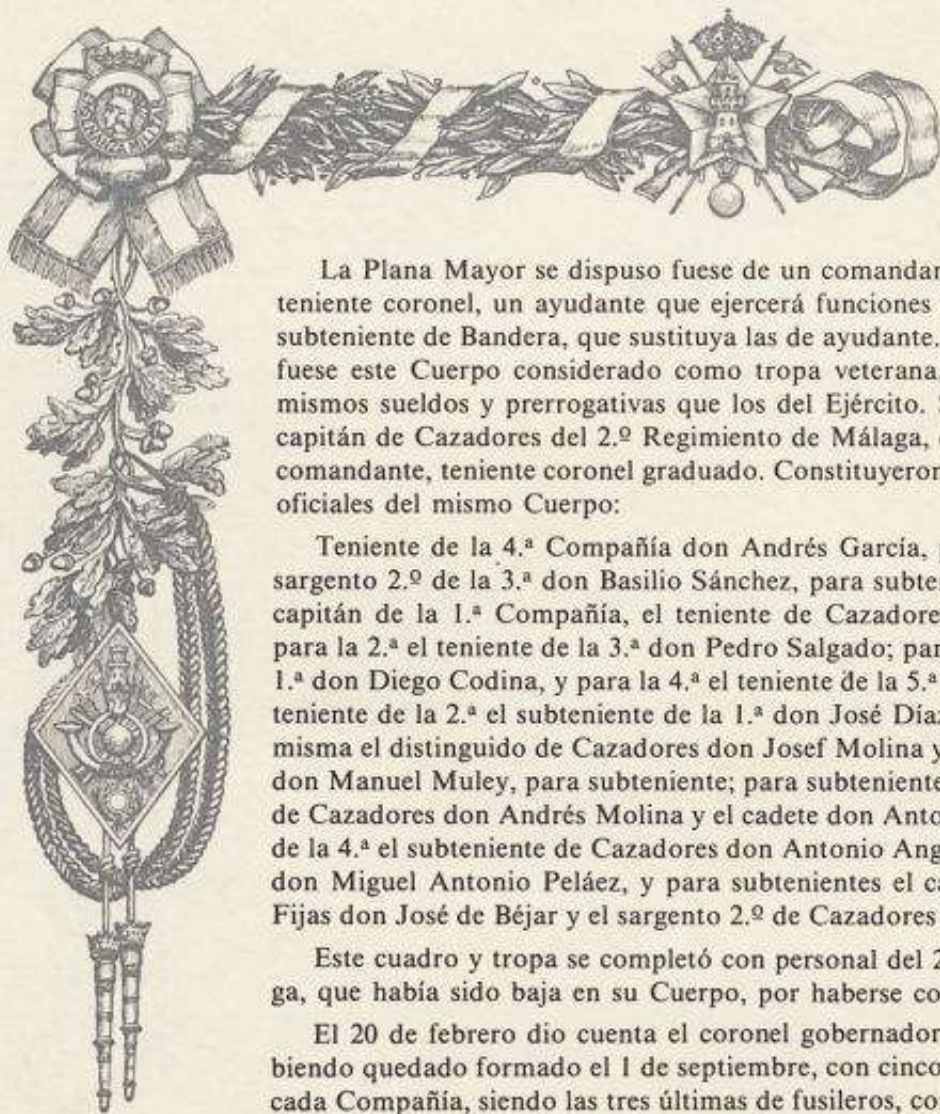 La Plana Mayor se dispuso fuese de un comandan
teniente coronel, un ayudante que ejercerá funciones
subteniente de Bandera, que sustituya las de ayudante.
fuese este Cuerpo considerado como tropa veterana,
mismos sueldos y prerrogativas que los del Ejército.
capitán de Cazadores del 2.º Regimiento de Málaga,
comandante, teniente coronel graduado. Constituyeron
oficiales del mismo Cuerpo:
Teniente de la 4.ª Compañía don Andrés García,
sargento 2.º de la 3.ª don Basilio Sánchez, para subte
capitán de la 1.ª Compañía, el teniente de Cazadore
para la 2.ª el teniente de la 3.ª don Pedro Salgado; par
1.ª don Diego Codina, y para la 4.ª el teniente de la 5.ª
teniente de la 2.ª el subteniente de la 1.ª don José Díaz
misma el distinguido de Cazadores don Josef Molina y
don Manuel Muley, para subteniente; para subteniente
de Cazadores don Andrés Molina y el cadete don Anto
de la 4.ª el subteniente de Cazadores don Antonio Ang
don Miguel Antonio Peláez, y para subtenientes el ca
Fijas don José de Béjar y el sargento 2.º de Cazadores
Este cuadro y tropa se completó con personal del 2
ga, que había sido baja en su Cuerpo, por haberse co
El 20 de febrero dio cuenta el coronel gobernador
biendo quedado formado el 1 de septiembre, con cinco
cada Compañía, siendo las tres últimas de fusileros, co